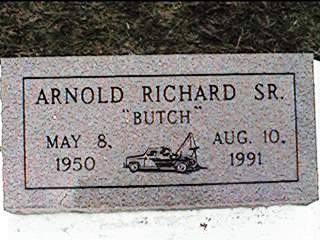 ARNOLD RICHARD SR.
"BUTCH"
MAY 8, AUG. 10,
1950 1991